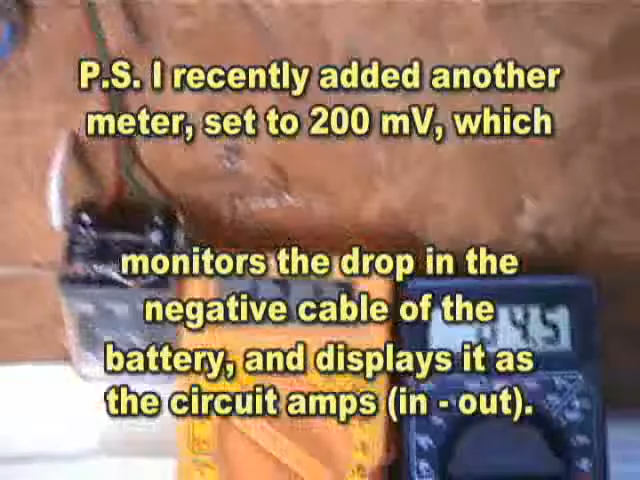 P.S. I recently added another
meter, set to 200 mV, which
monitors the drop in the
negative cable of the
battery, and displays it as
the circuit amps (in - out).